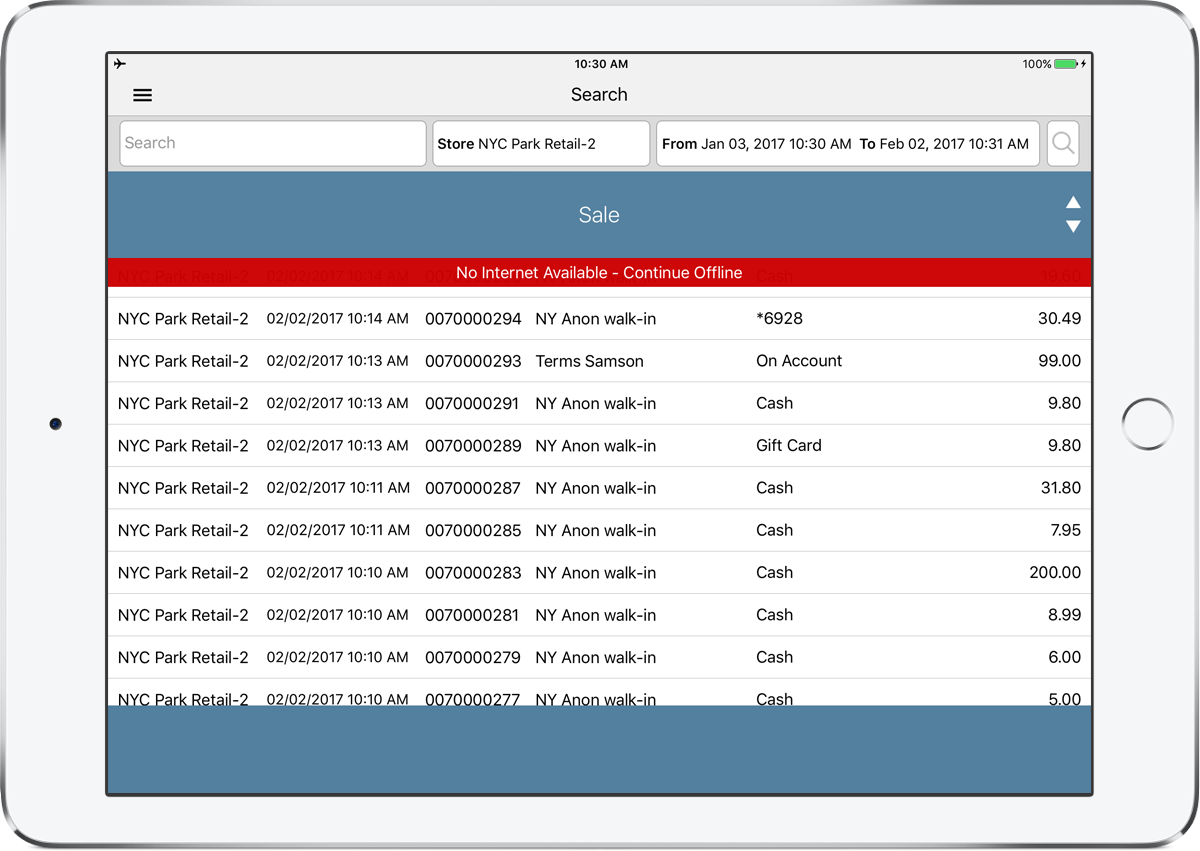 10:30 AM
100%
Search
Search
Store NYC Park Retail-2
From Jan 03, 2017 10:30 AM To Feb 02, 2017 10:31 AM
Sale
No Internet Available - Continue Offline
NYC Park Retail-2 02/02/2017 10:14 AM Cash 19.60
NYC Park Retail-2 02/02/2017 10:14 AM 0070000294 NY Anon walk-in *6928 30.49
NYC Park Retail-2 02/02/2017 10:13 AM 0070000293 Terms Samson On Account 99.00
NYC Park Retail-2 02/02/2017 10:13 AM 0070000291 NY Anon walk-in Cash 9.80
NYC Park Retail-2 02/02/2017 10:13 AM 0070000289 NY Anon walk-in Gift Card 9.80
NYC Park Retail-2 02/02/2017 10:11 AM 0070000287 NY Anon walk-in Cash 31.80
NYC Park Retail-2 02/02/2017 10:11 AM 0070000285 NY Anon walk-in Cash 7.95
NYC Park Retail-2 02/02/2017 10:10 AM 0070000283 NY Anon walk-in Cash 200.00
NYC Park Retail-2 02/02/2017 10:10 AM 0070000281 NY Anon walk-in Cash 8.99
NYC Park Retail-2 02/02/2017 10:10 AM 0070000279 NY Anon walk-in Cash 6.00
NYC Park Retail-2 02/02/2017 10:10 AM 0070000277 NY Anon walk-in Cash 5.00